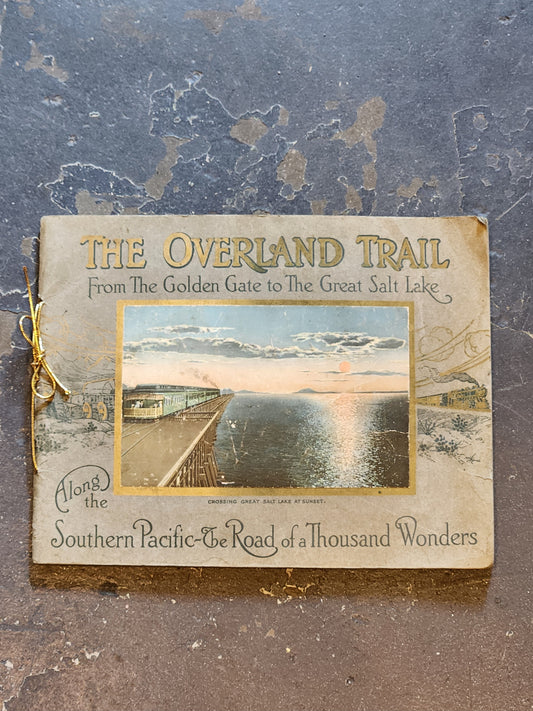 THE OVERLAND TRAIL
From The Golden Gate to The Great Salt Lake
CROSSING GREAT SALT LAKE AT SUNSET.
Along
the
Southern Pacific-The Road of a Thousand Wonders